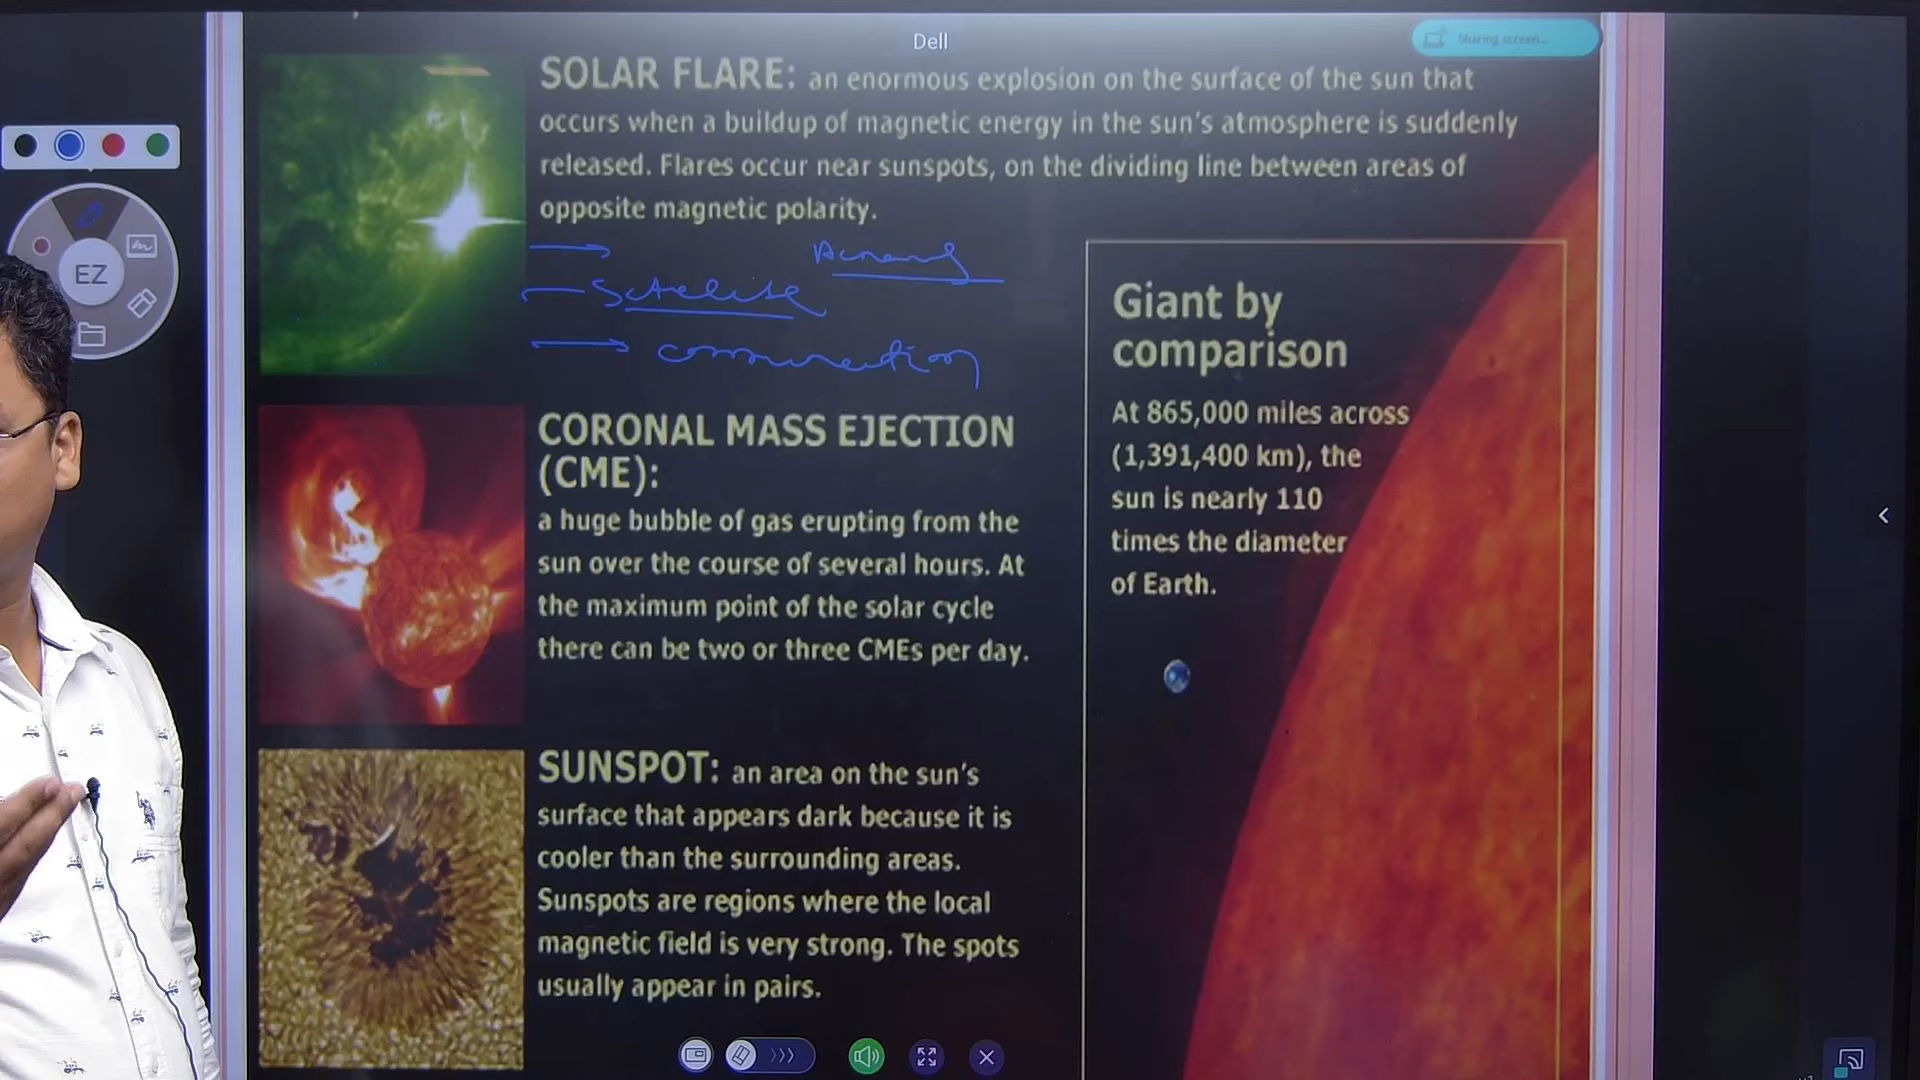 Dell
Sharing screen...
SOLAR FLARE: an enormous explosion on the surface of the sun that
occurs when a buildup of magnetic energy in the sun's atmosphere is suddenly
released. Flares occur near sunspots, on the dividing line between areas of
opposite magnetic polarity.
Satellite
EZ
Giant by
comparison
At 865,000 miles across
(1,391,400 km), the
sun is nearly 110
times the diameter
of Earth.
CORONAL MASS EJECTION
(CME):
a huge bubble of gas erupting from the
sun over the course of several hours. At
the maximum point of the solar cycle
there can be two or three CMEs per day.
SUNSPOT: an area on the sun's
surface that appears dark because it is
cooler than the surrounding areas.
Sunspots are regions where the local
magnetic field is very strong. The spots
usually appear in pairs.